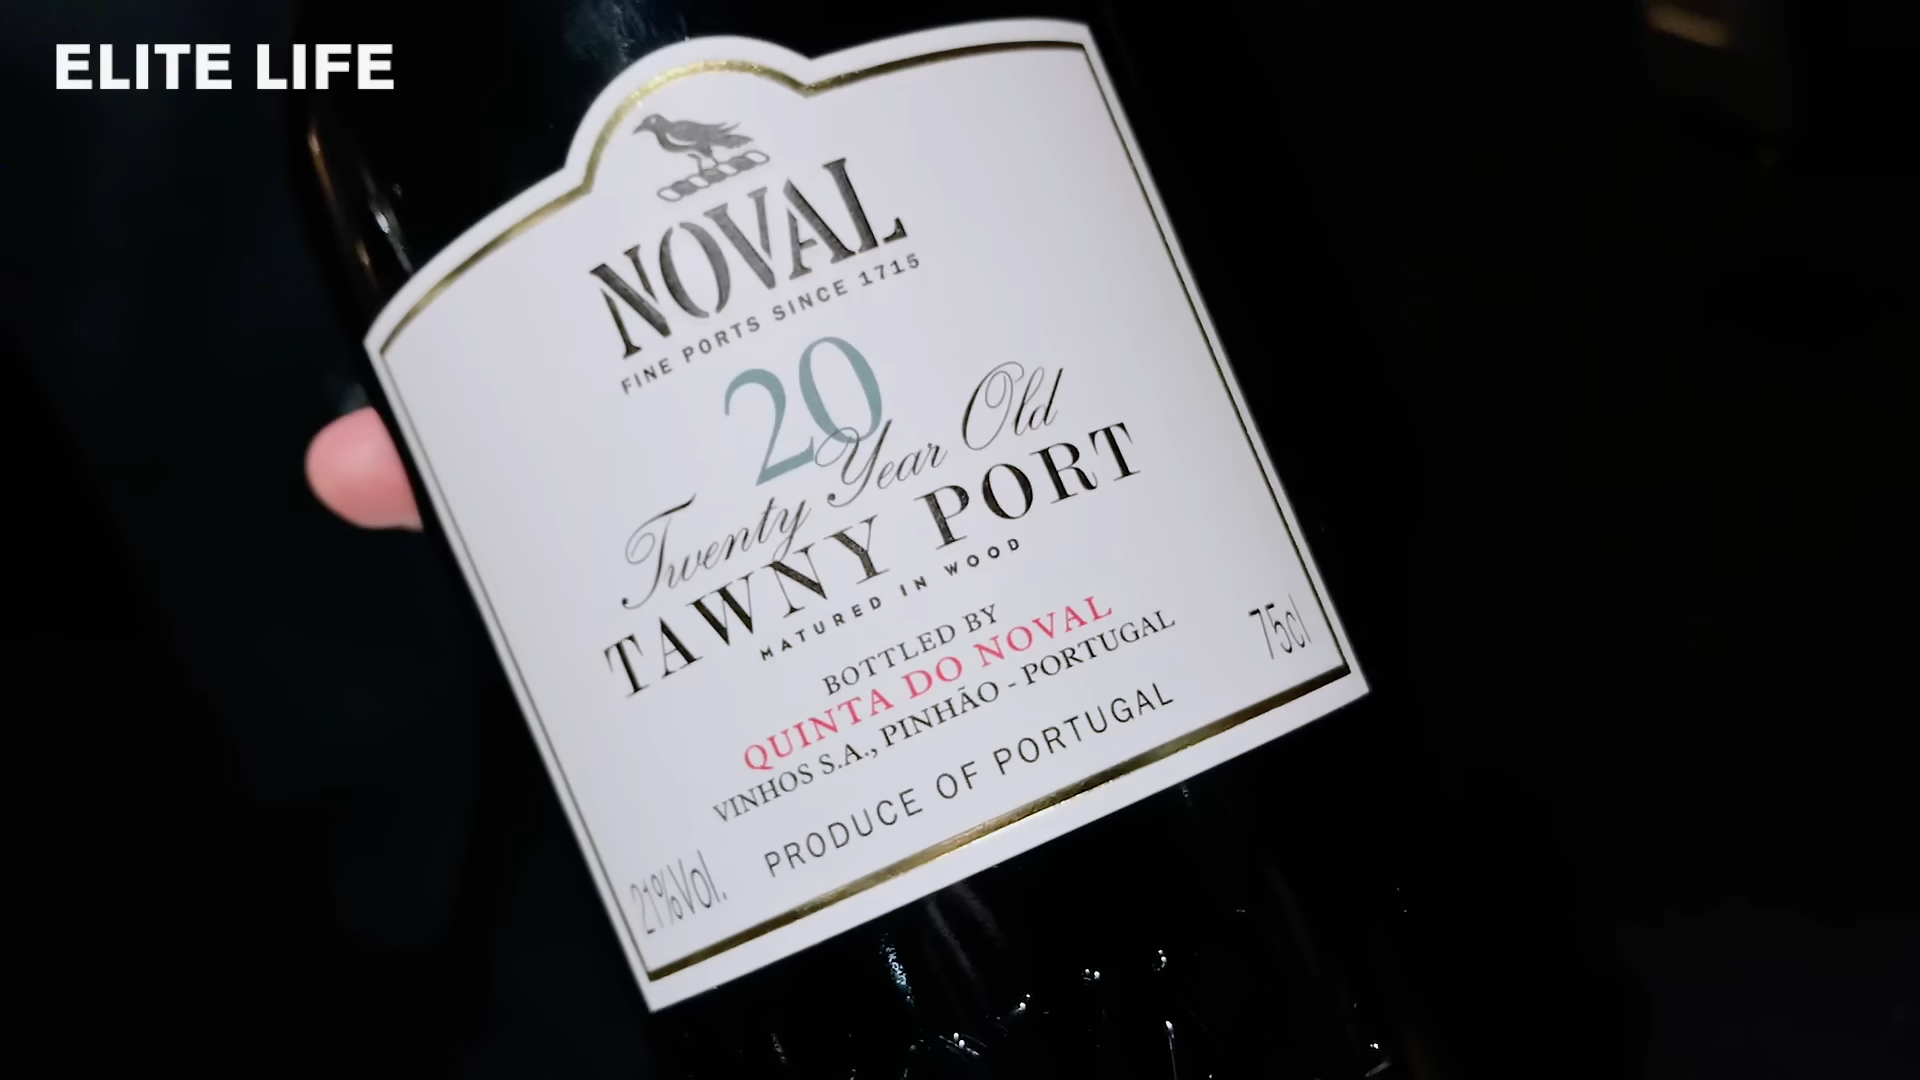 ELITE LIFE
NOVAL
FINE PORTS SINCE 1715
20
Twenty Year Old
TAWNY PORT
MATURED IN WOOD
BOTTLED BY
QUINTA DO NOVAL
VINHOS S.A., PINHÃO - PORTUGAL
75cl
21%Vol.
PRODUCE OF PORTUGAL